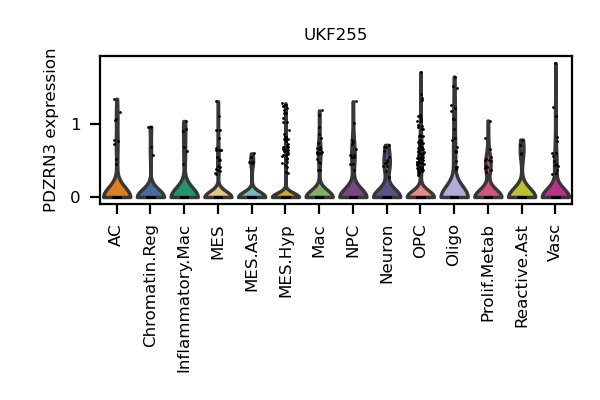 UKF255
PDZRN3 expression
1
0
AC
Chromatin.Reg
Inflammatory.Mac
MES
MES.Ast
MES.Hyp
Mac
NPC
Neuron
OPC
Oligo
Prolif.Metab
Reactive.Ast
Vasc